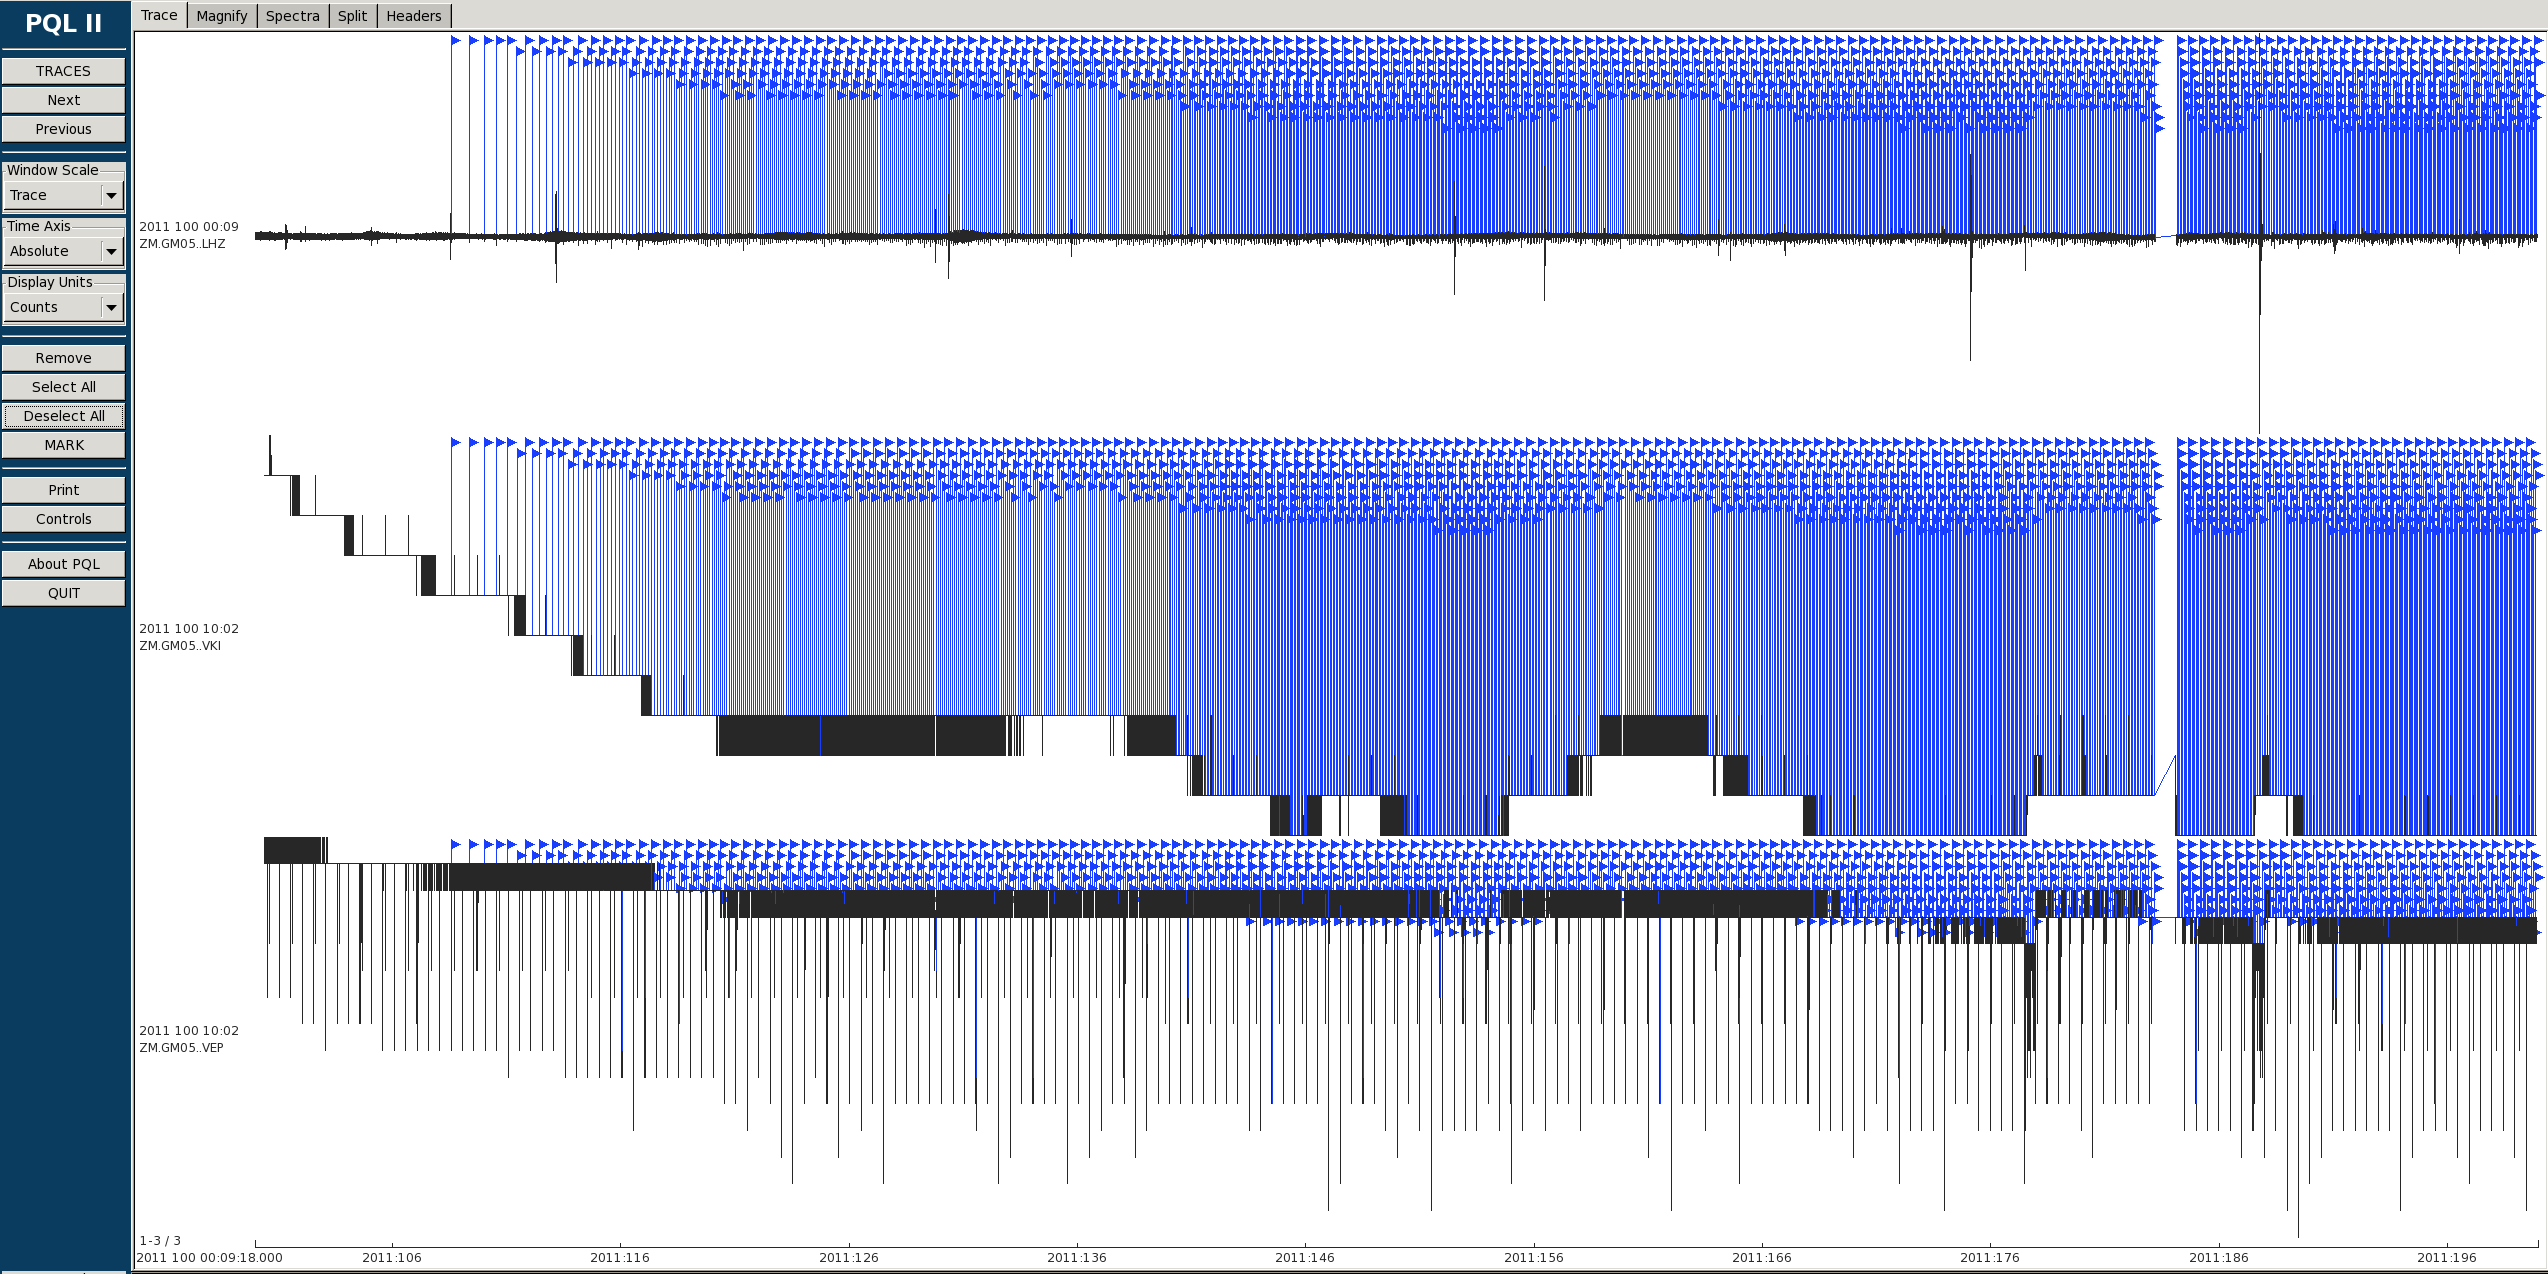 PQL II
Trace Magnify Spectra Split Headers
TRACES
Next
Previous
Window Scale
Trace
Time Axis
Absolute
Display Units
Counts
Remove
Select All
Deselect All
MARK
Print
Controls
About PQL
QUIT
2011 100 00:09
ZM.GM05..LHZ
2011 100 10:02
ZM.GM05..VKI
2011 100 10:02
ZM.GM05..VEP
1-3 / 3
2011 100 00:09:18.000 2011:106 2011:116 2011:126 2011:136 2011:146 2011:156 2011:166 2011:176 2011:186 2011:196